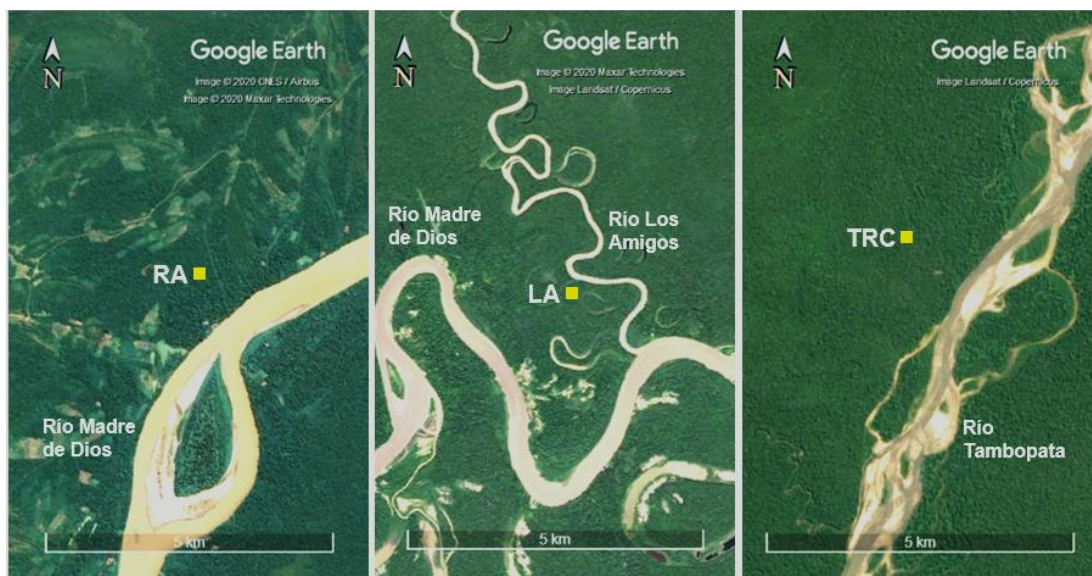 N
Google Earth
Image © 2020 CNES / Airbus
Image © 2020 Maxar Technologies
RA
Río Madre
de Dios
5 km
N
Google Earth
Image © 2020 Maxar Technologies
Image Landsat / Copernicus
Río Madre
de Dios
Río Los
Amigos
LA
5 km
N
Google Earth
Image Landsat / Copernicus
TRC
Río
Tambopata
5 km